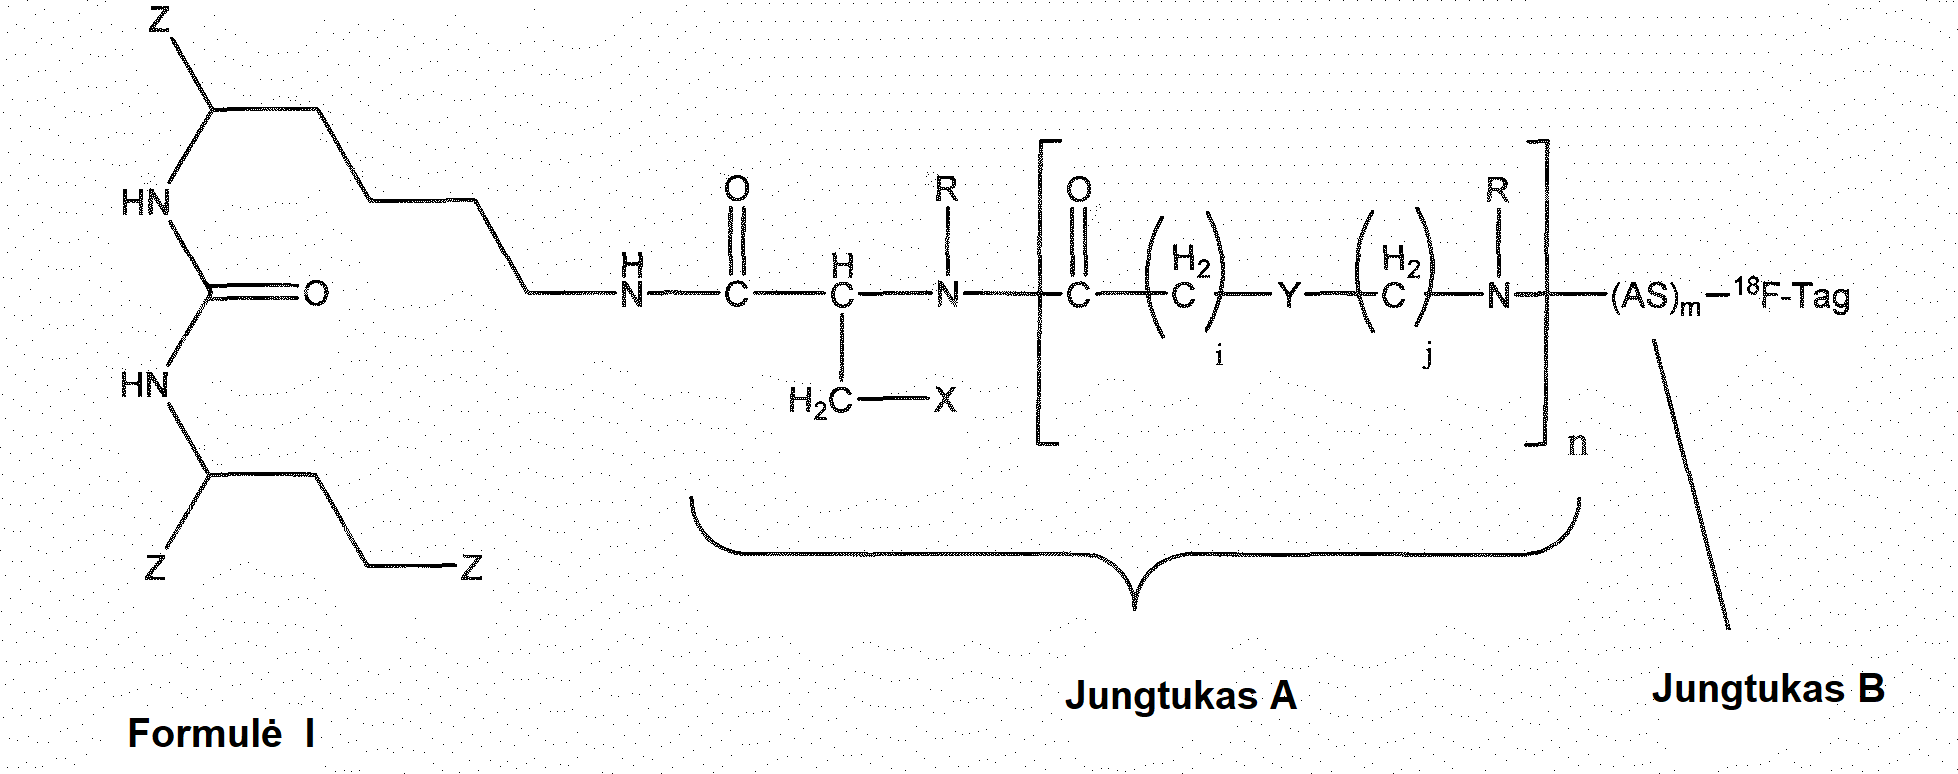 Z
HN
O
HN
Z
Z
H
N
O
C
H
C
R
N
H₂C
X
O
C
H₂
C
i
Y
H₂
C
j
R
N
n
(AS)ₘ
¹⁸F-Tag
Jungtukas A
Jungtukas B
Formulė I